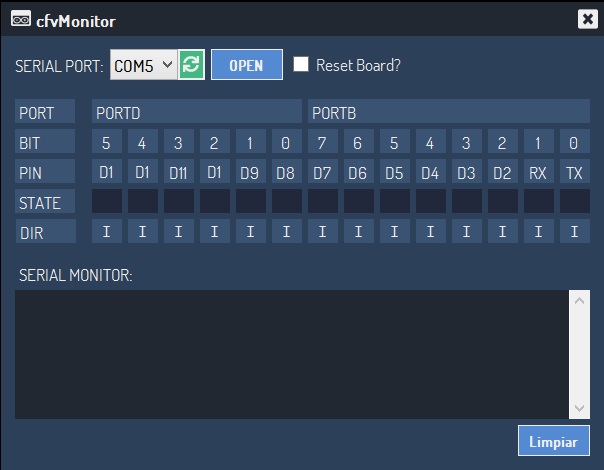 cfvMonitor
SERIAL PORT: COM5 OPEN Reset Board?
PORT PORTD PORTB
BIT 5 4 3 2 1 0 7 6 5 4 3 2 1 0
PIN D1 D1 D11 D1 D9 D8 D7 D6 D5 D4 D3 D2 RX TX
STATE
DIR I I I I I I I I I I I I I I
SERIAL MONITOR:
Limpiar